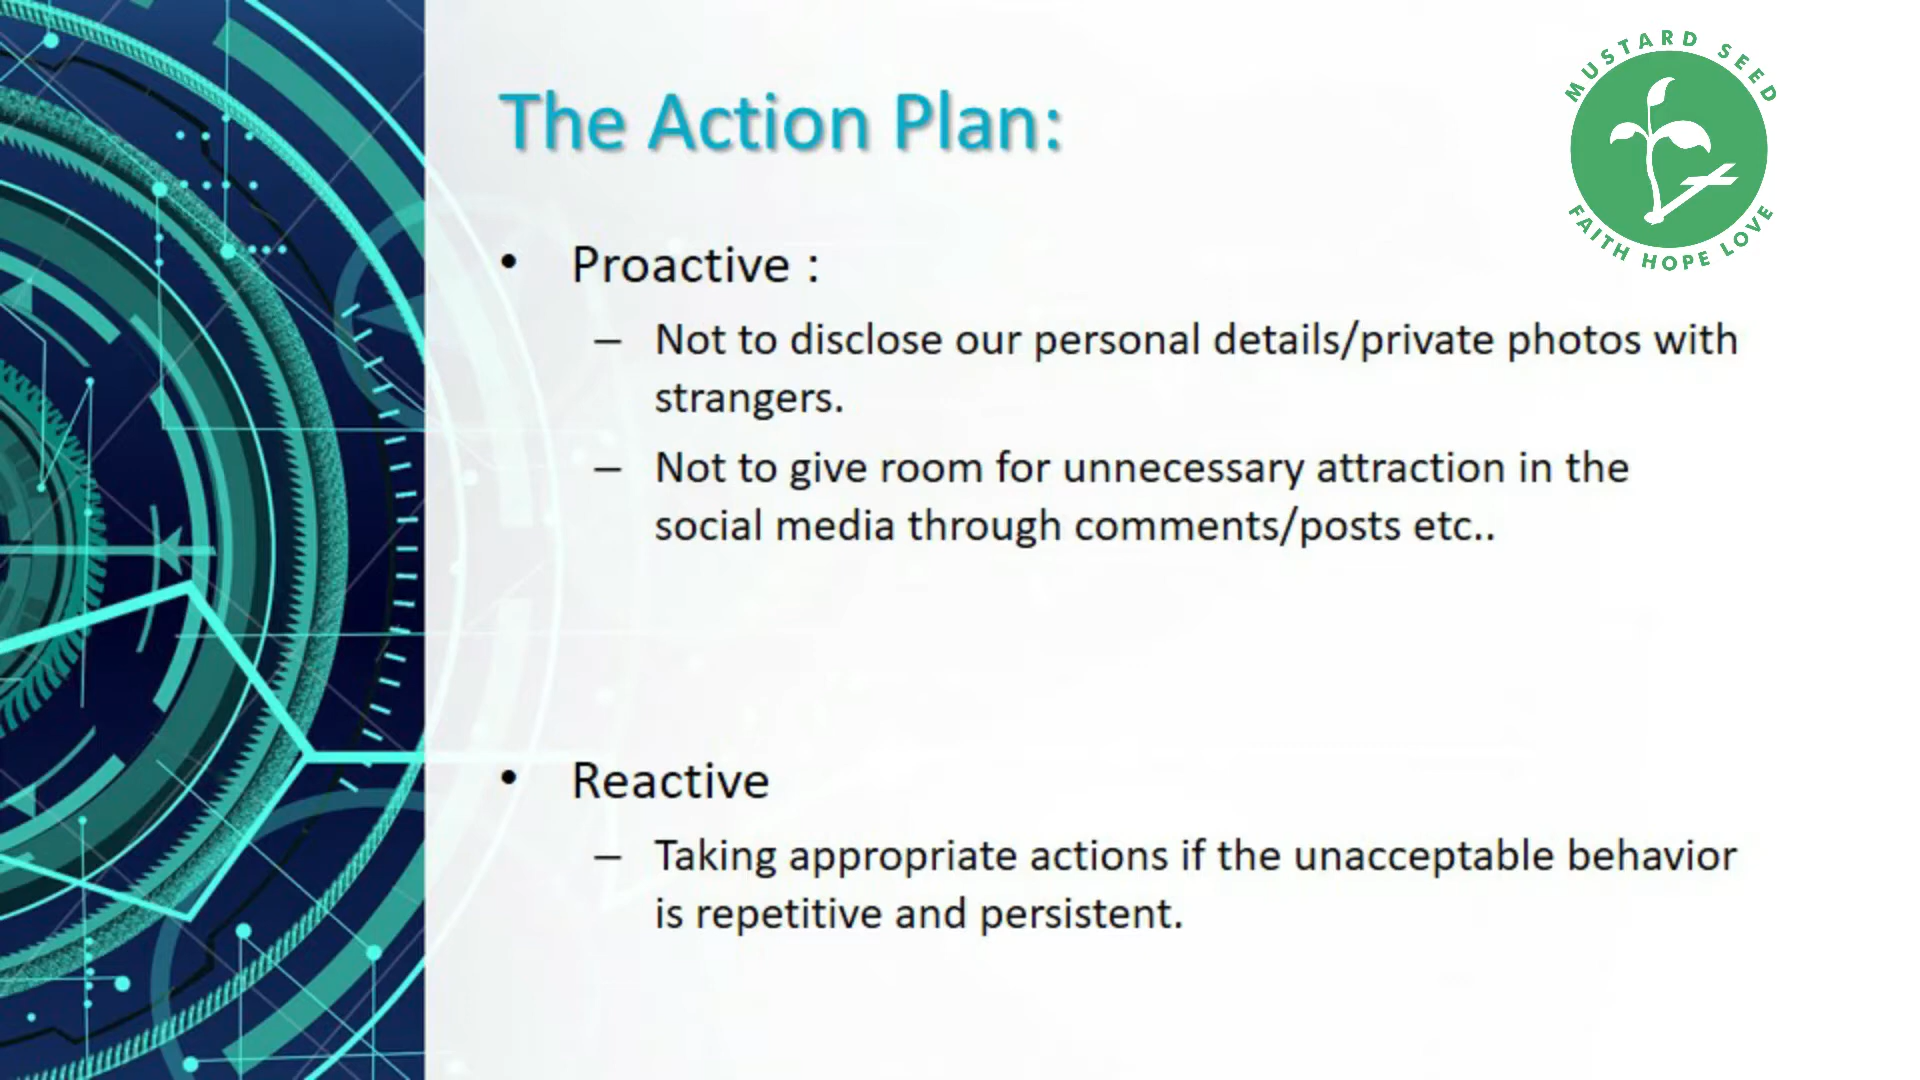 MUSTARD SEED
FAITH HOPE LOVE
The Action Plan:
• Proactive :
– Not to disclose our personal details/private photos with
strangers.
– Not to give room for unnecessary attraction in the
social media through comments/posts etc..
• Reactive
– Taking appropriate actions if the unacceptable behavior
is repetitive and persistent.